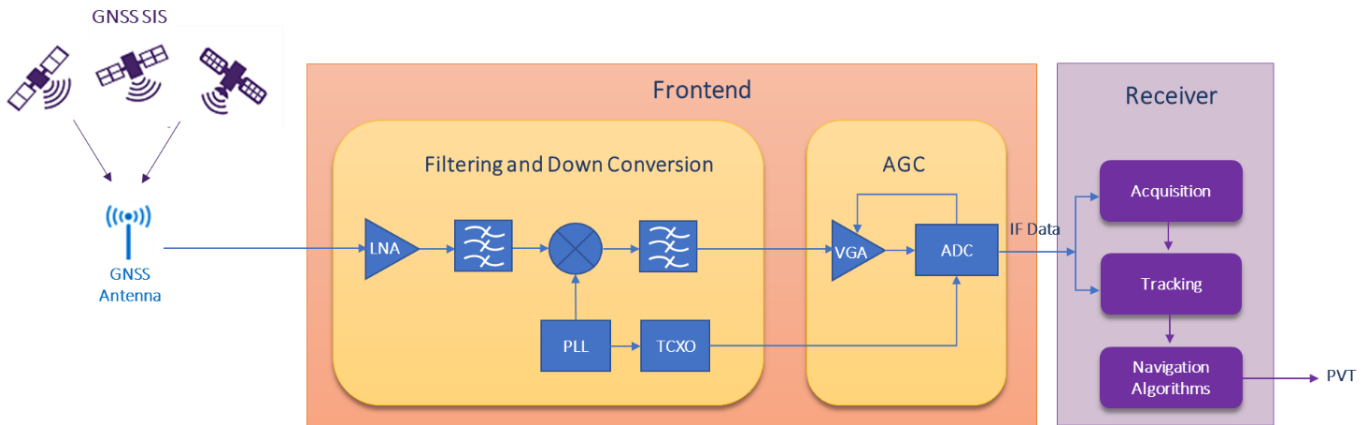 GNSS SIS
Frontend
Receiver
Filtering and Down Conversion
AGC
Acquisition
LNA
VGA
ADC
IF Data
GNSS
Antenna
Tracking
PLL
TCXO
Navigation
Algorithms
PVT